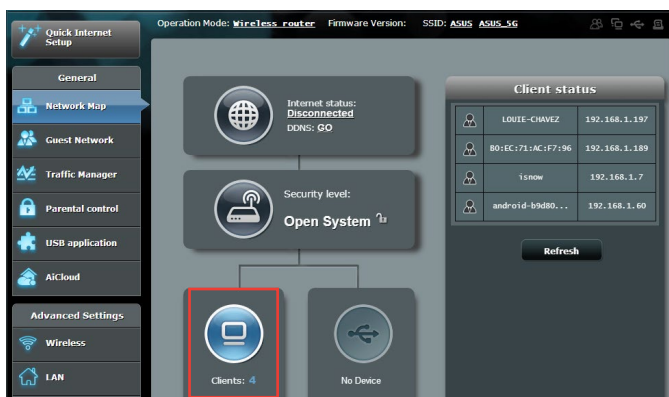 Operation Mode: Wireless router Firmware Version: SSID: ASUS ASUS_5G
Quick Internet
Setup
General
Network Map
Guest Network
Traffic Manager
Parental control
USB application
AiCloud
Advanced Settings
Wireless
LAN
Internet status:
Disconnected
DDNS: GO
Security level:
Open System
Clients: 4
No Device
Client status
LOUIE-CHAVEZ 192.168.1.197
B0:EC:71:AC:F7:96 192.168.1.189
isnow 192.168.1.7
android-b9d80... 192.168.1.60
Refresh